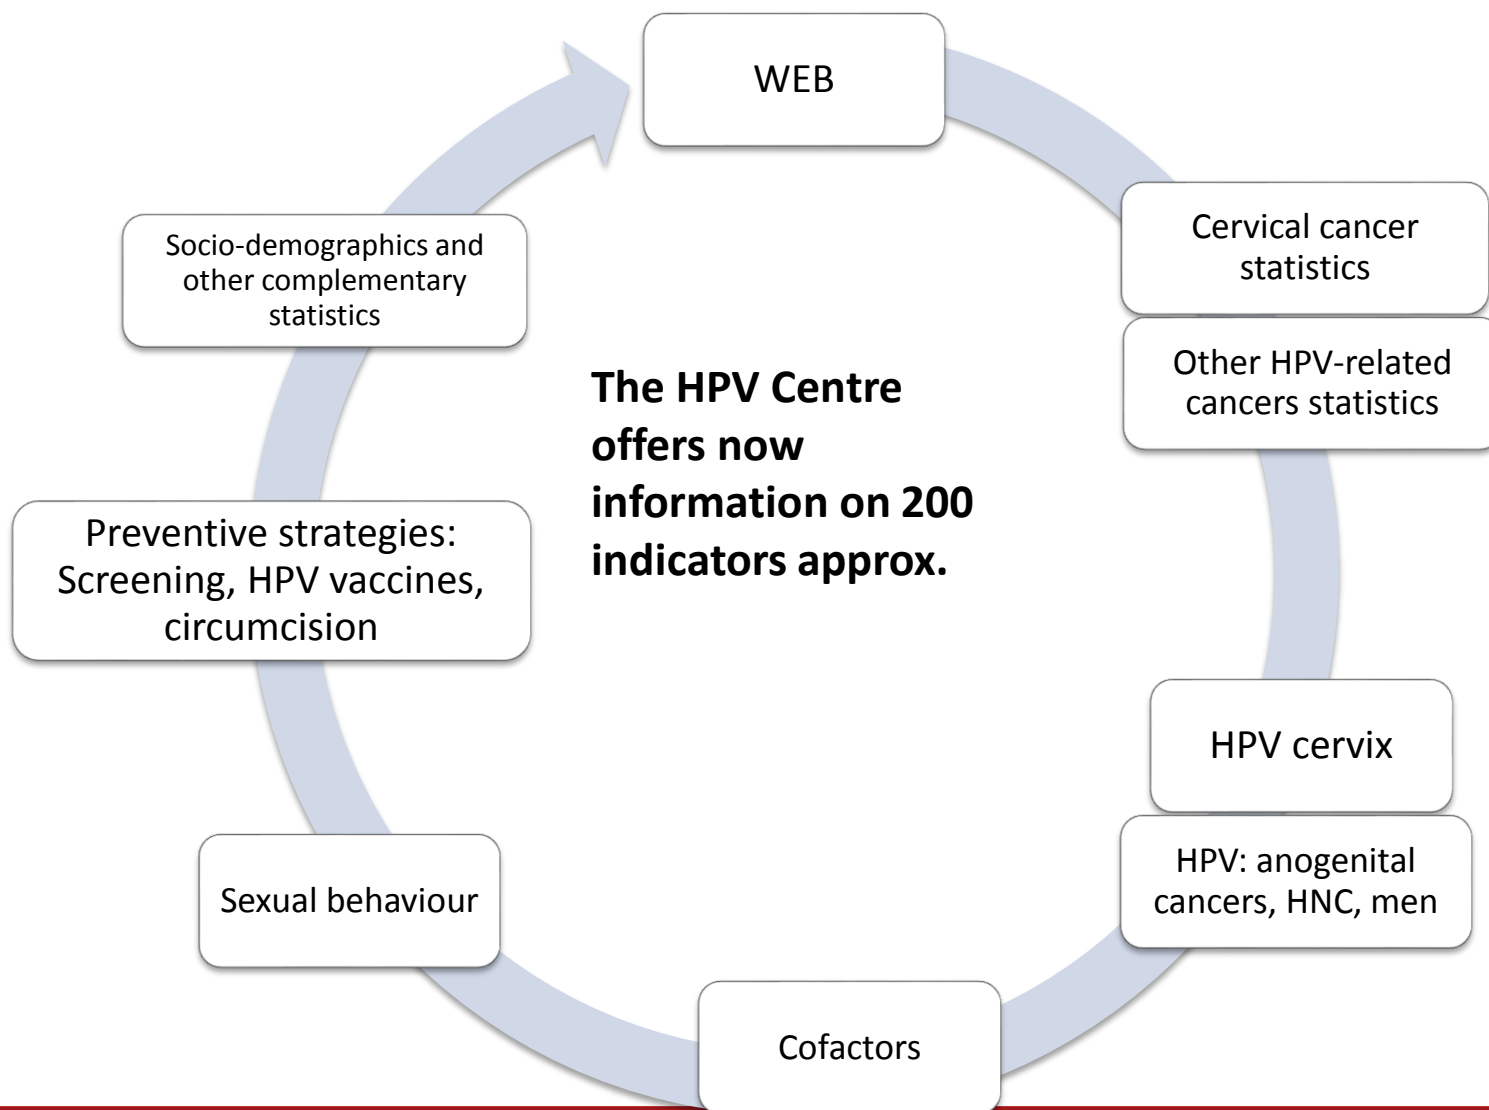 WEB
Cervical cancer
statistics
Other HPV-related
cancers statistics
HPV cervix
HPV: anogenital
cancers, HNC, men
Cofactors
Sexual behaviour
Preventive strategies:
Screening, HPV vaccines,
circumcision
Socio-demographics and
other complementary
statistics
The HPV Centre
offers now
information on 200
indicators approx.